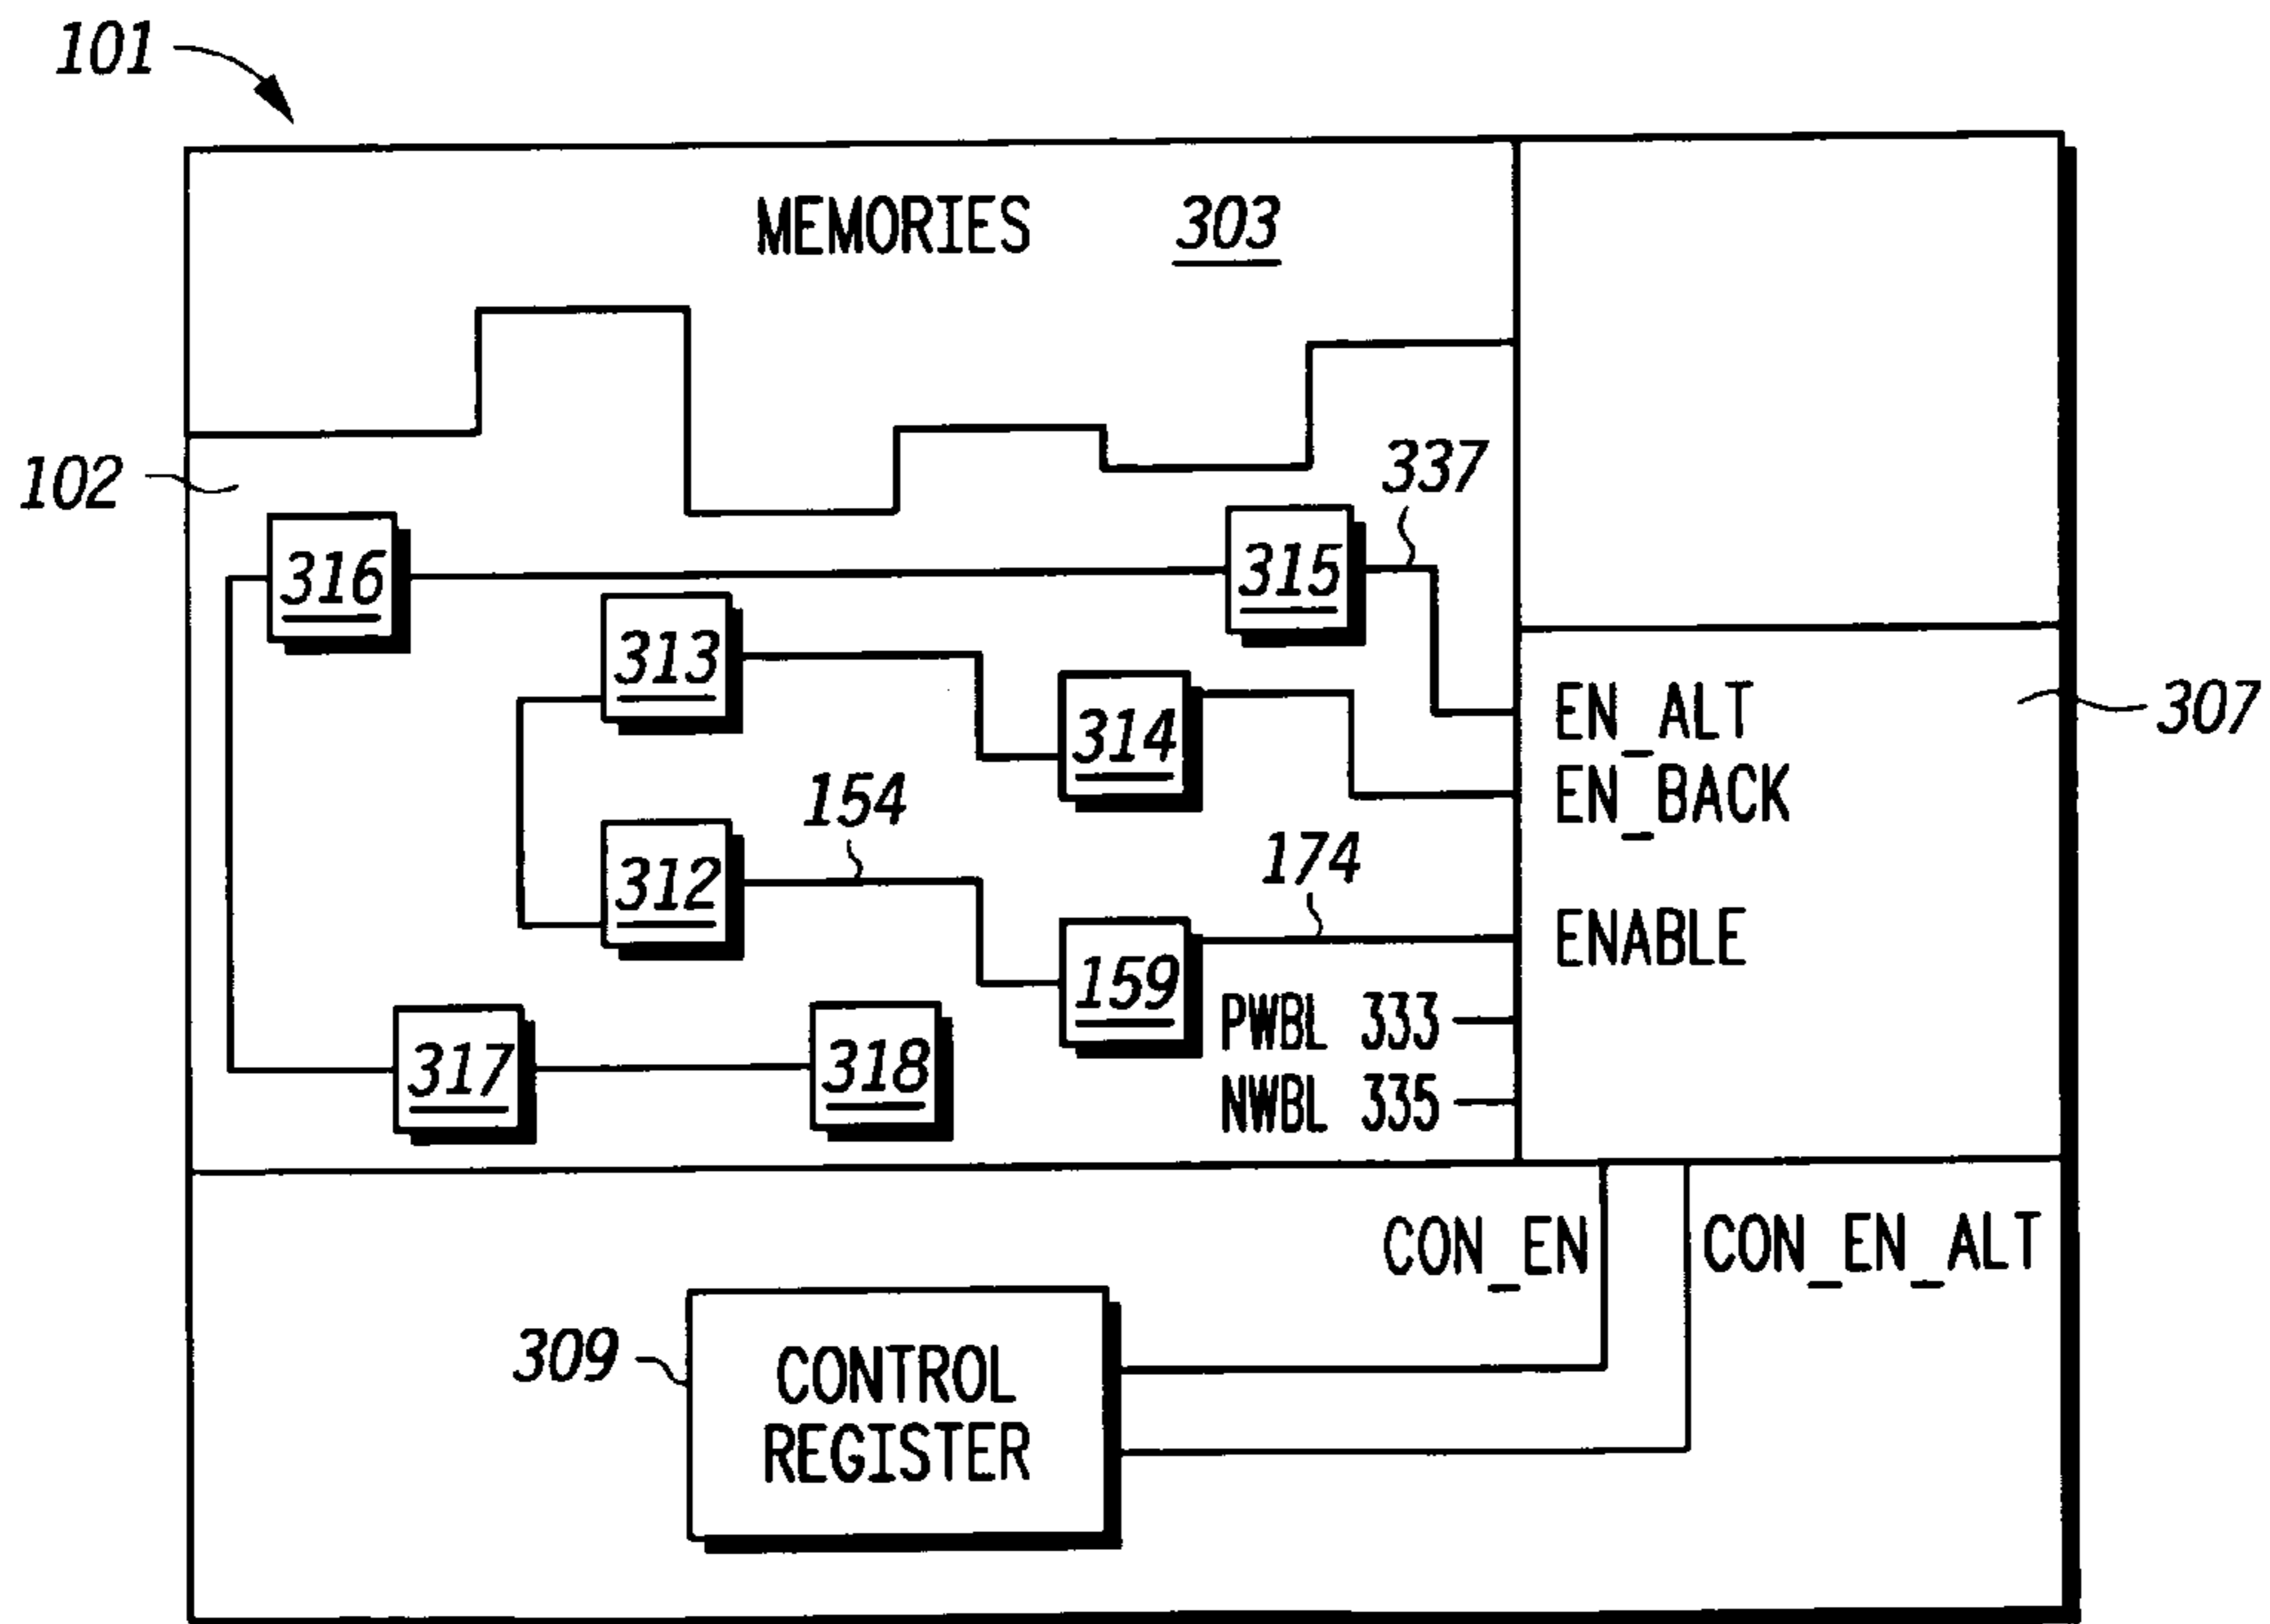 101
MEMORIES 303
102
337
316
315
313
314
EN_ALT
307
EN_BACK
154
312
174
ENABLE
159
PWBL 333
317
318
NWBL 335
CON_EN
CON_EN_ALT
309
CONTROL
REGISTER